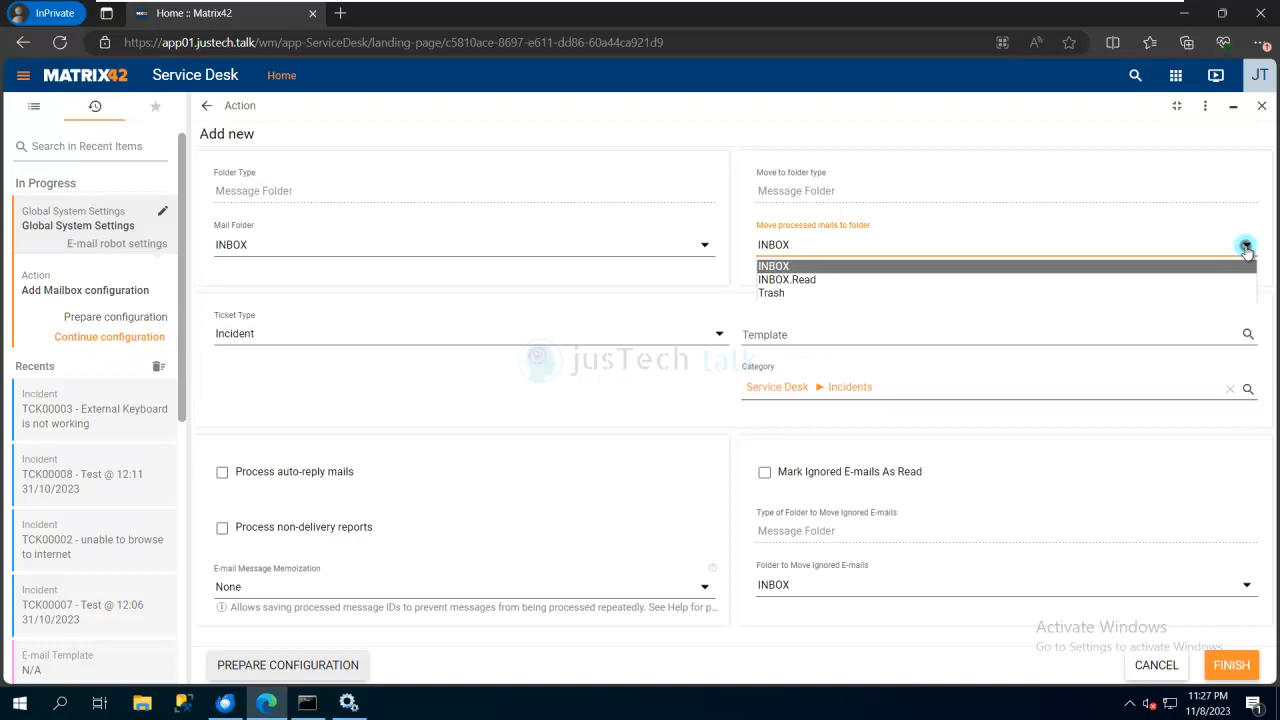 InPrivate
Home :: Matrix42
https://app01.justech.talk/wm/app-ServiceDesk/landing-page/c5810ace-8697-e611-dd86-60a44ca921d9
MATRIX42
Service Desk
Home
JT
Action
Search in Recent Items
Add new
In Progress
Global System Settings
Global System Settings
E-mail robot settings
Action
Add Mailbox configuration
Prepare configuration
Continue configuration
Recents
Incident
TCK00003 - External Keyboard
is not working
Incident
TCK00008 - Test @ 12:11
31/10/2023
Incident
TCK00002 - unable to browse
to internet
Incident
TCK00007 - Test @ 12:06
31/10/2023
E-mail Template
N/A
Folder Type
Message Folder
Mail Folder
INBOX
Move to folder type
Message Folder
Move processed mails to folder
INBOX
INBOX
INBOX.Read
Trash
Ticket Type
Incident
Template
Category
Service Desk ▶ Incidents
jusTech talk
Process auto-reply mails
Process non-delivery reports
E-mail Message Memoization
None
Allows saving processed message IDs to prevent messages from being processed repeatedly. See Help for p...
Mark Ignored E-mails As Read
Type of Folder to Move Ignored E-mails
Message Folder
Folder to Move Ignored E-mails
INBOX
Activate Windows
Go to Settings to activate Windows.
PREPARE CONFIGURATION
CANCEL
FINISH
11:27 PM
11/8/2023
1